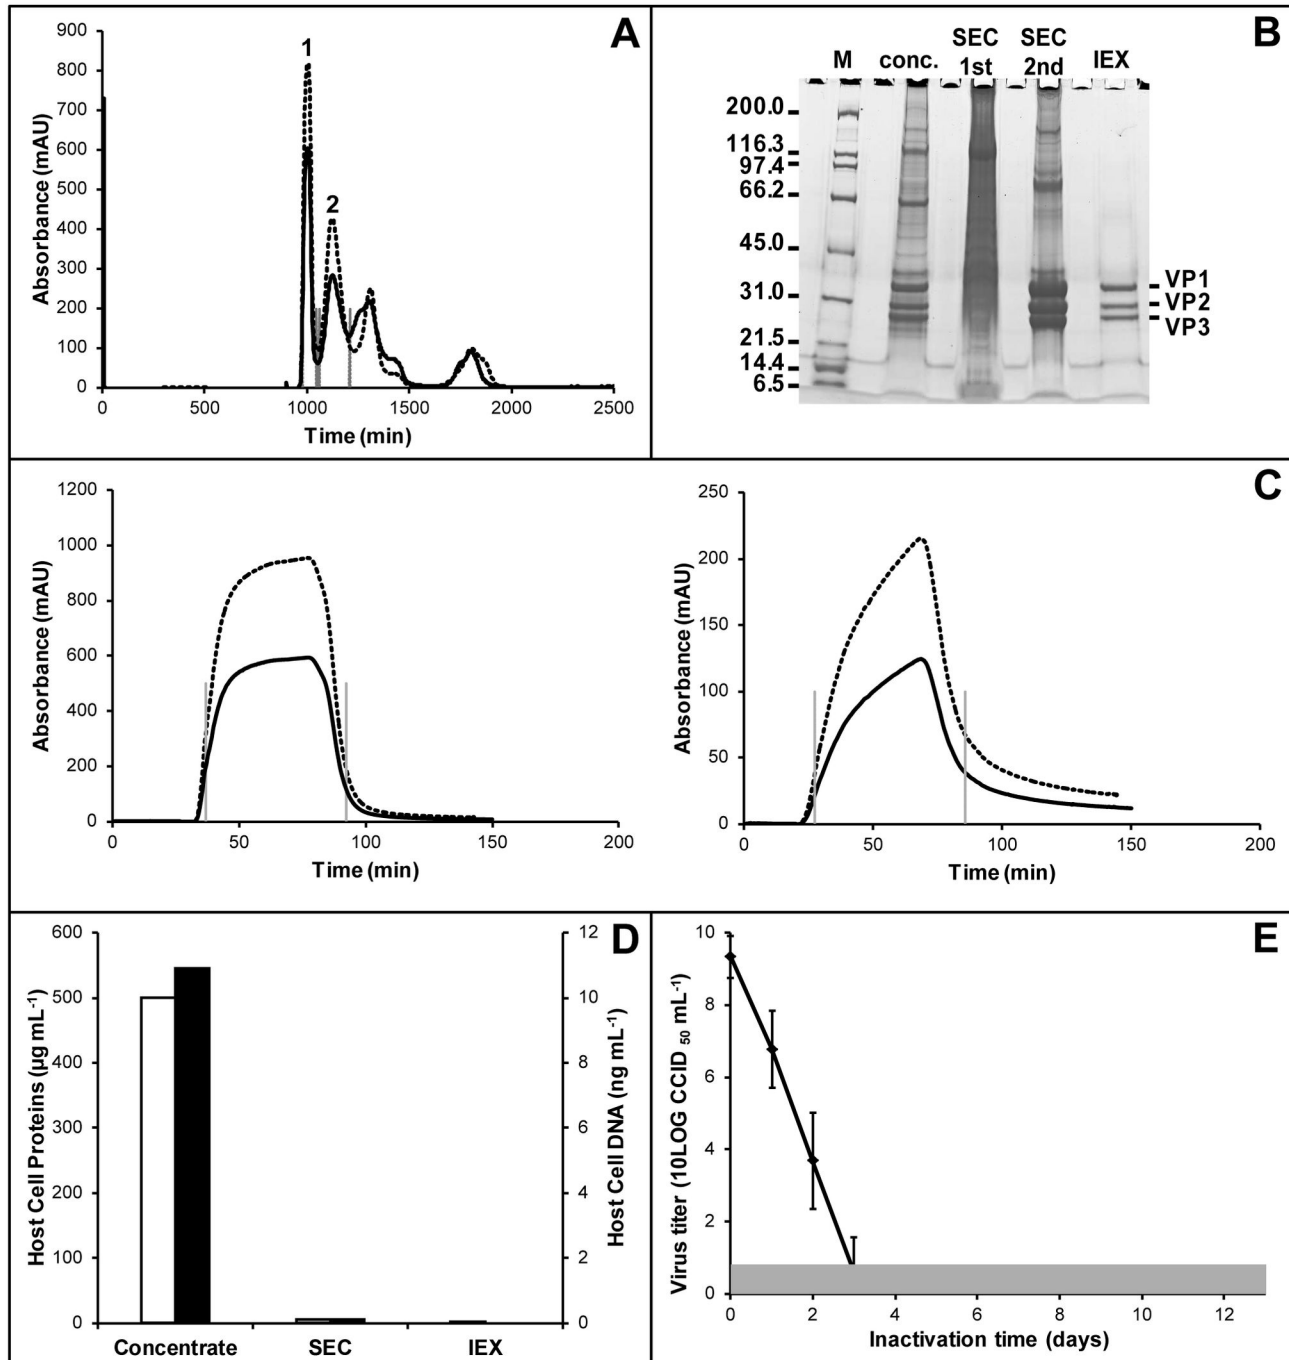 A
900
800
700
600
500
400
300
200
100
0
Absorbance (mAU)
1
2
0 500 1000 1500 2000 2500
Time (min)
B
SEC SEC
M conc. 1st 2nd IEX
200.0
116.3
97.4
66.2
45.0
31.0
21.5
14.4
6.5
VP1
VP2
VP3
1200
1000
800
600
400
200
0
Absorbance (mAU)
0 50 100 150 200
Time (min)
C
250
200
150
100
50
0
Absorbance (mAU)
0 50 100 150 200
Time (min)
D
600
500
400
300
200
100
0
Host Cell Proteins (µg mL-1)
12
10
8
6
4
2
0
Host Cell DNA (ng mL-1)
Concentrate SEC IEX
E
10
8
6
4
2
0
Virus titer (10LOG CCID 50 mL-1)
0 2 4 6 8 10 12
Inactivation time (days)